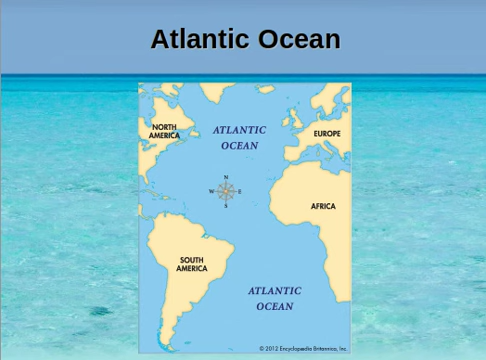 Atlantic Ocean
NORTH
AMERICA
ATLANTIC
OCEAN
EUROPE
N
W E
S
AFRICA
SOUTH
AMERICA
ATLANTIC
OCEAN
© 2012 Encyclopædia Britannica, Inc.